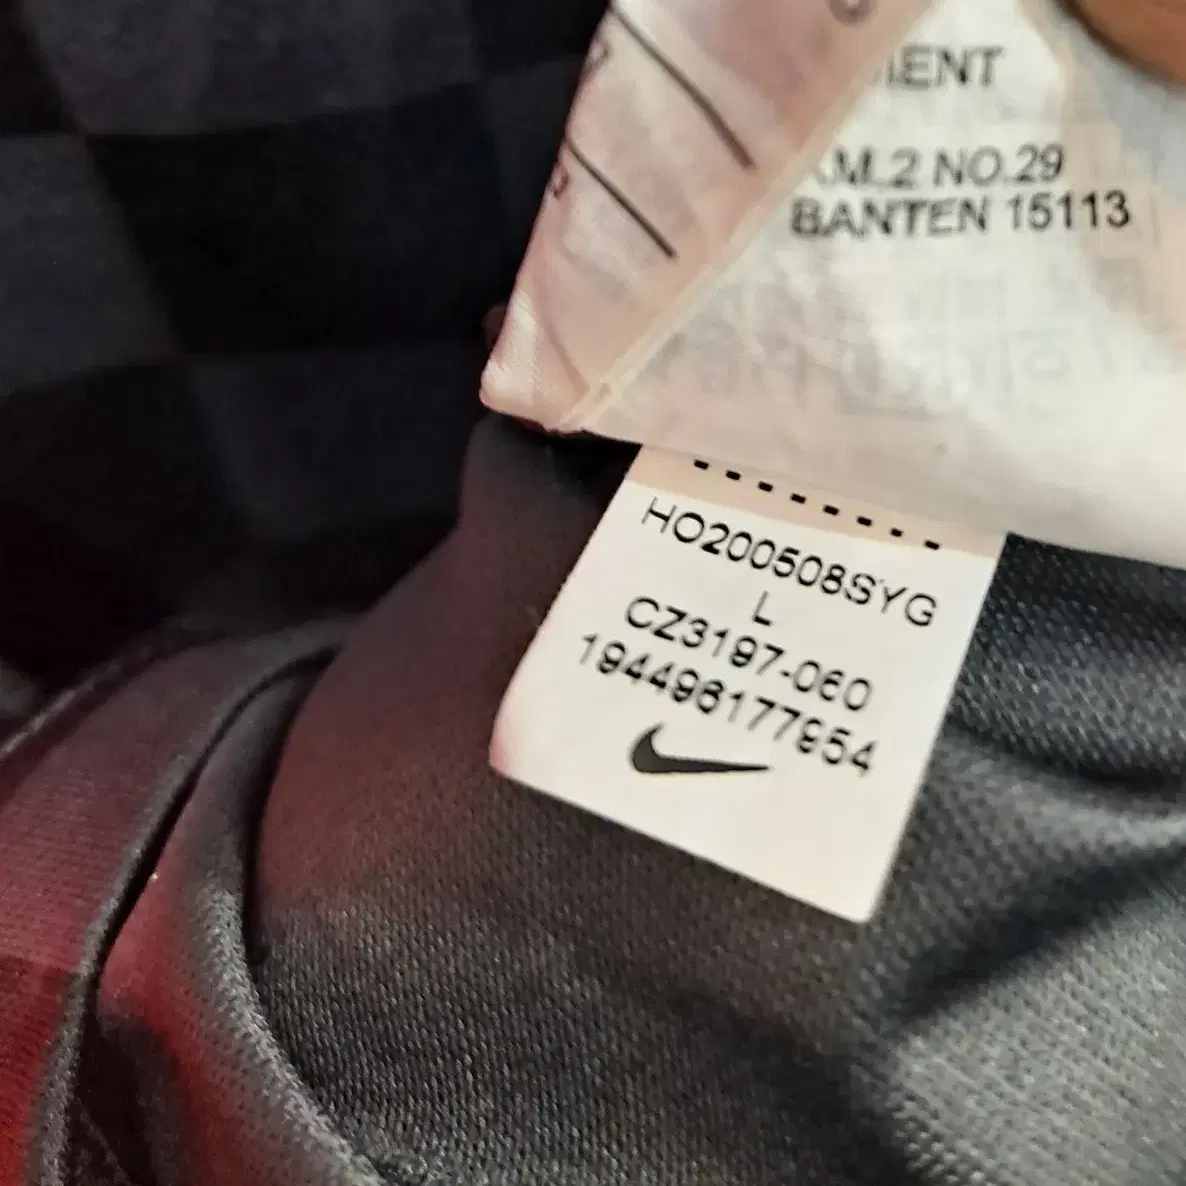 KM.2 NO.29
BANTEN 15113
HO200508SYG
L
CZ3197-060
194496177954